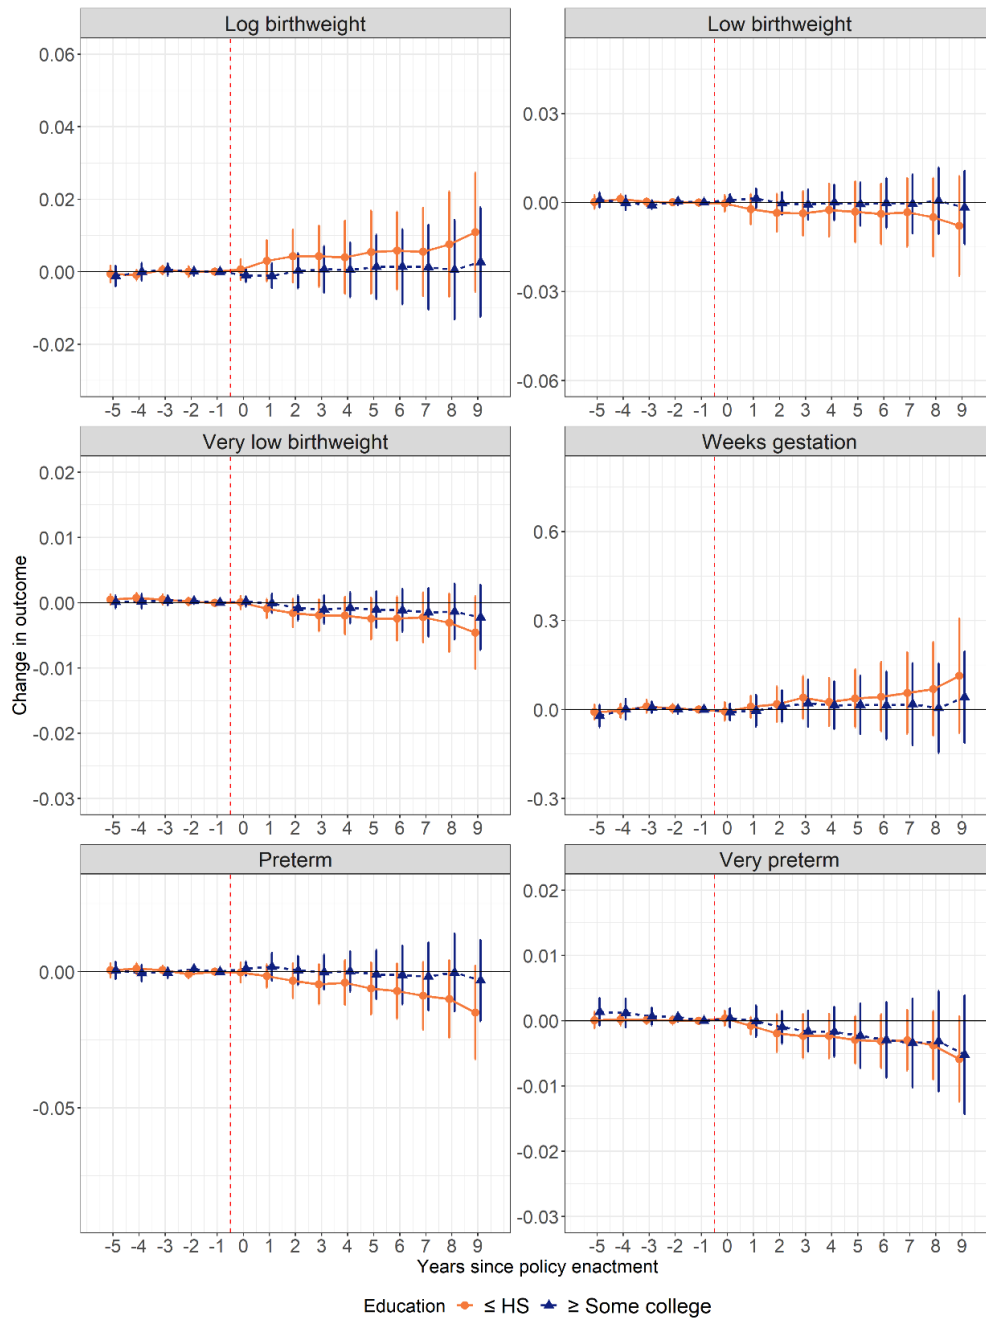 Log birthweight
0.06
0.04
0.02
0.00
-0.02
-5 -4 -3 -2 -1 0 1 2 3 4 5 6 7 8 9
Low birthweight
0.03
0.00
-0.03
-0.06
-5 -4 -3 -2 -1 0 1 2 3 4 5 6 7 8 9
Very low birthweight
0.02
0.01
0.00
-0.01
-0.02
-0.03
-5 -4 -3 -2 -1 0 1 2 3 4 5 6 7 8 9
Weeks gestation
0.6
0.3
0.0
-0.3
-5 -4 -3 -2 -1 0 1 2 3 4 5 6 7 8 9
Change in outcome
Preterm
0.00
-0.05
-5 -4 -3 -2 -1 0 1 2 3 4 5 6 7 8 9
Very preterm
0.02
0.01
0.00
-0.01
-0.02
-0.03
-5 -4 -3 -2 -1 0 1 2 3 4 5 6 7 8 9
Years since policy enactment
Education ≤ HS ≥ Some college